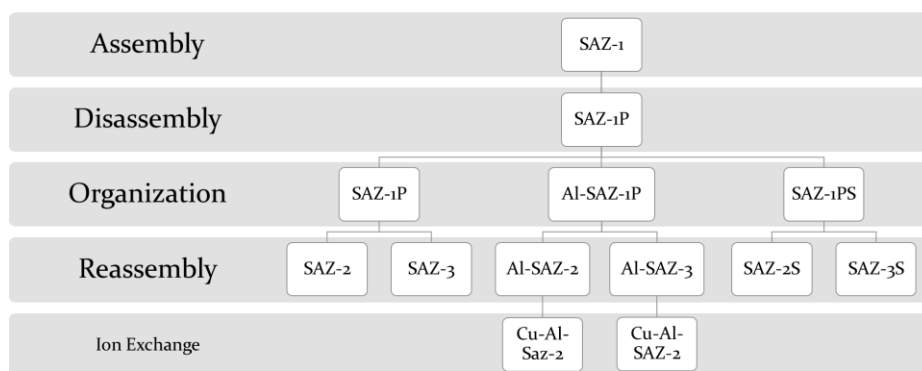 Assembly
SAZ-1
Disassembly
SAZ-1P
Organization
SAZ-1P
Al-SAZ-1P
SAZ-1PS
Reassembly
SAZ-2
SAZ-3
Al-SAZ-2
Al-SAZ-3
SAZ-2S
SAZ-3S
Ion Exchange
Cu-Al-
Saz-2
Cu-Al-
SAZ-2